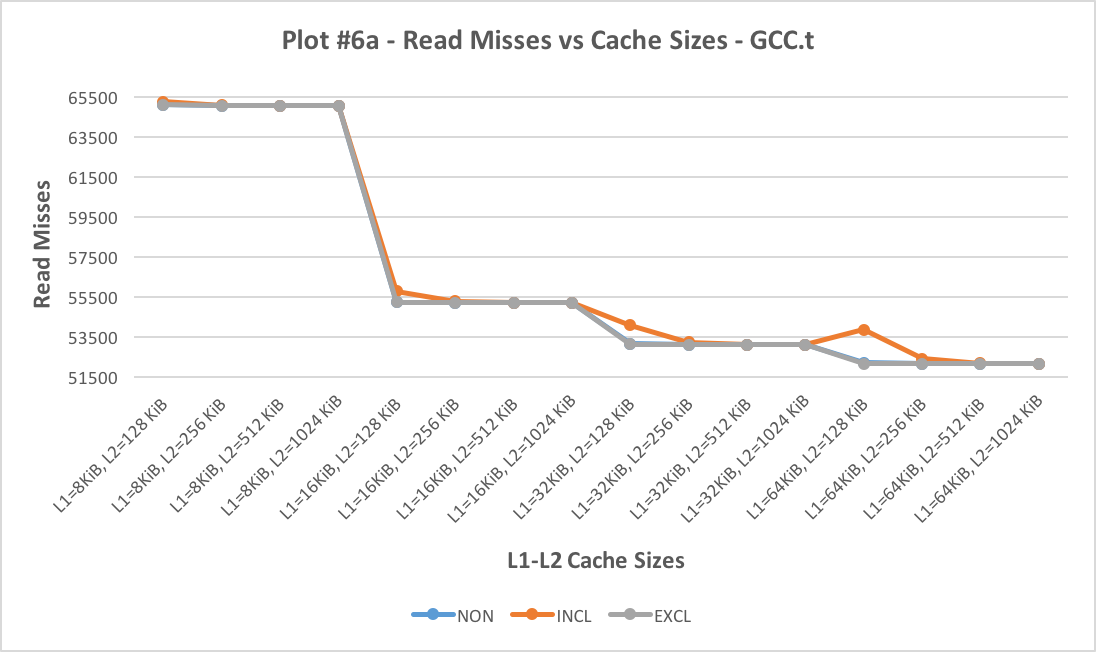 Plot #6a - Read Misses vs Cache Sizes - GCC.t
65500
63500
61500
59500
57500
55500
53500
51500
Read Misses
L1=8KiB, L2=128 KiB
L1=8KiB, L2=256 KiB
L1=8KiB, L2=512 KiB
L1=8KiB, L2=1024 KiB
L1=16KiB, L2=128 KiB
L1=16KiB, L2=256 KiB
L1=16KiB, L2=512 KiB
L1=16KiB, L2=1024 KiB
L1=32KiB, L2=128 KiB
L1=32KiB, L2=256 KiB
L1=32KiB, L2=512 KiB
L1=32KiB, L2=1024 KiB
L1=64KiB, L2=128 KiB
L1=64KiB, L2=256 KiB
L1=64KiB, L2=512 KiB
L1=64KiB, L2=1024 KiB
L1-L2 Cache Sizes
NON INCL EXCL